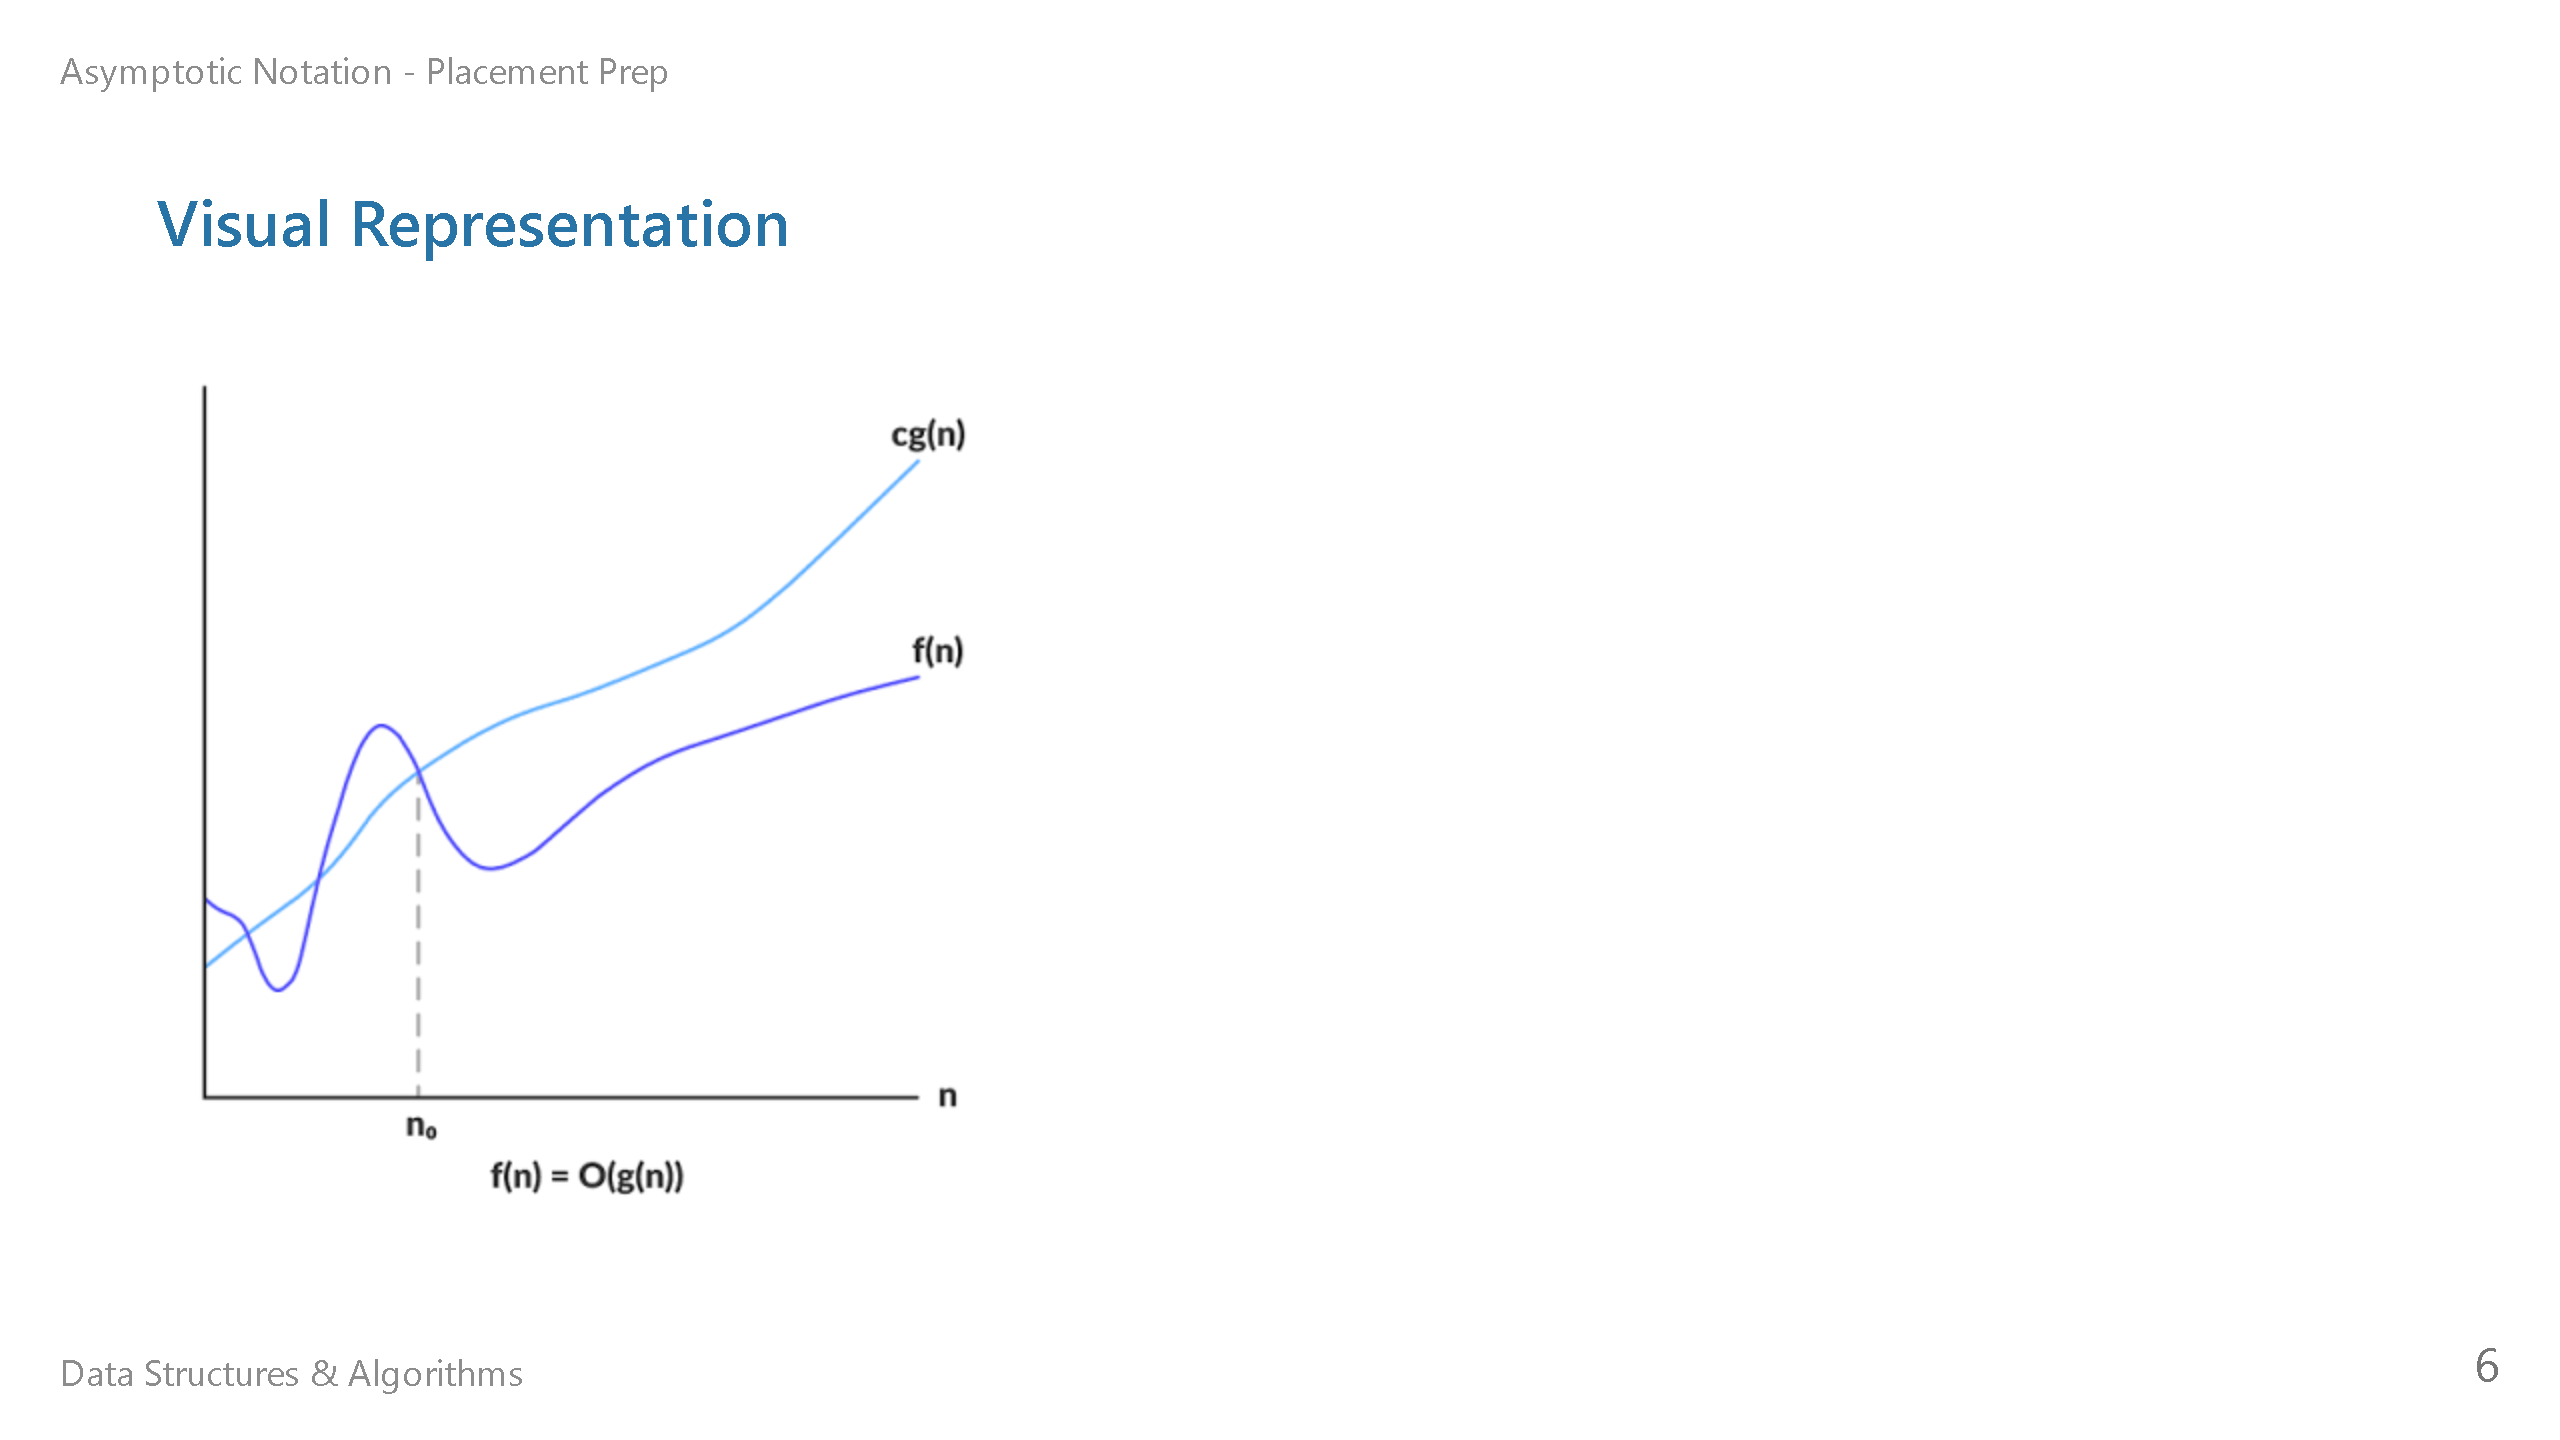 Asymptotic Notation - Placement Prep
Visual Representation
cg(n)
f(n)
n
n₀
f(n) = O(g(n))
Data Structures & Algorithms
6